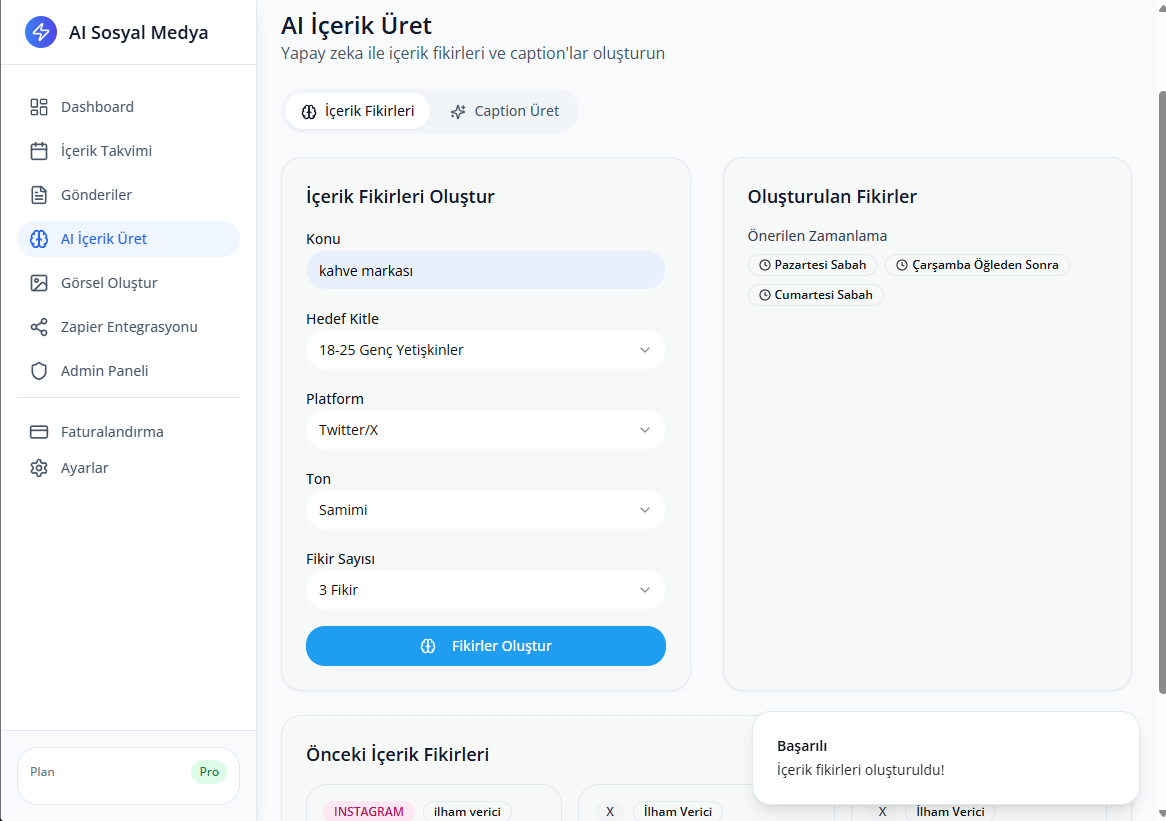 AI Sosyal Medya
Dashboard
İçerik Takvimi
Gönderiler
AI İçerik Üret
Görsel Oluştur
Zapier Entegrasyonu
Admin Paneli
Faturalandırma
Ayarlar
Plan
Pro
AI İçerik Üret
Yapay zeka ile içerik fikirleri ve caption'lar oluşturun
İçerik Fikirleri
Caption Üret
İçerik Fikirleri Oluştur
Konu
kahve markası
Hedef Kitle
18-25 Genç Yetişkinler
Platform
Twitter/X
Ton
Samimi
Fikir Sayısı
3 Fikir
Fikirler Oluştur
Oluşturulan Fikirler
Önerilen Zamanlama
Pazartesi Sabah
Çarşamba Öğleden Sonra
Cumartesi Sabah
Önceki İçerik Fikirleri
INSTAGRAM
ilham verici
X
İlham Verici
X
İlham Verici
Başarılı
İçerik fikirleri oluşturuldu!